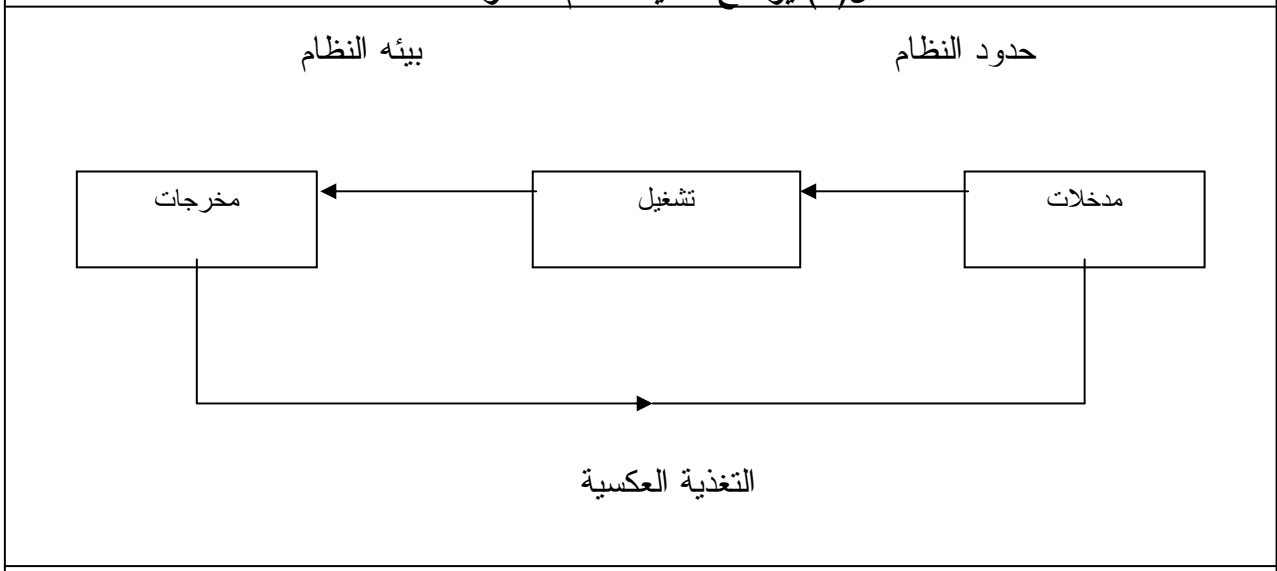 حدود النظام
بيئه النظام
مدخلات
تشغيل
مخرجات
التغذية العكسية